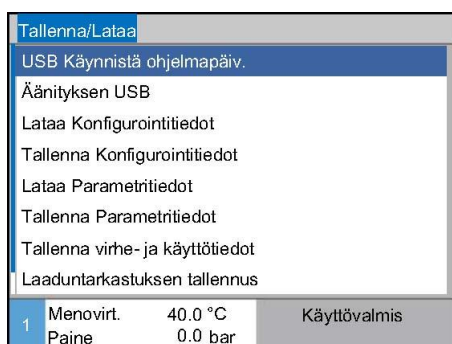 Tallenna/Lataa
USB Käynnistä ohjelmapäiv.
Äänityksen USB
Lataa Konfigurointitiedot
Tallenna Konfigurointitiedot
Lataa Parametritiedot
Tallenna Parametritiedot
Tallenna virhe- ja käyttötiedot
Laaduntarkastuksen tallennus
1 Menovirt. 40.0 °C Käyttövalmis
Paine 0.0 bar